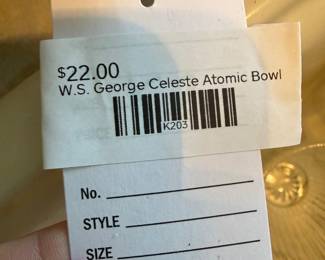 $22.00
W.S. George Celeste Atomic Bowl
K203
No.
STYLE
SIZE